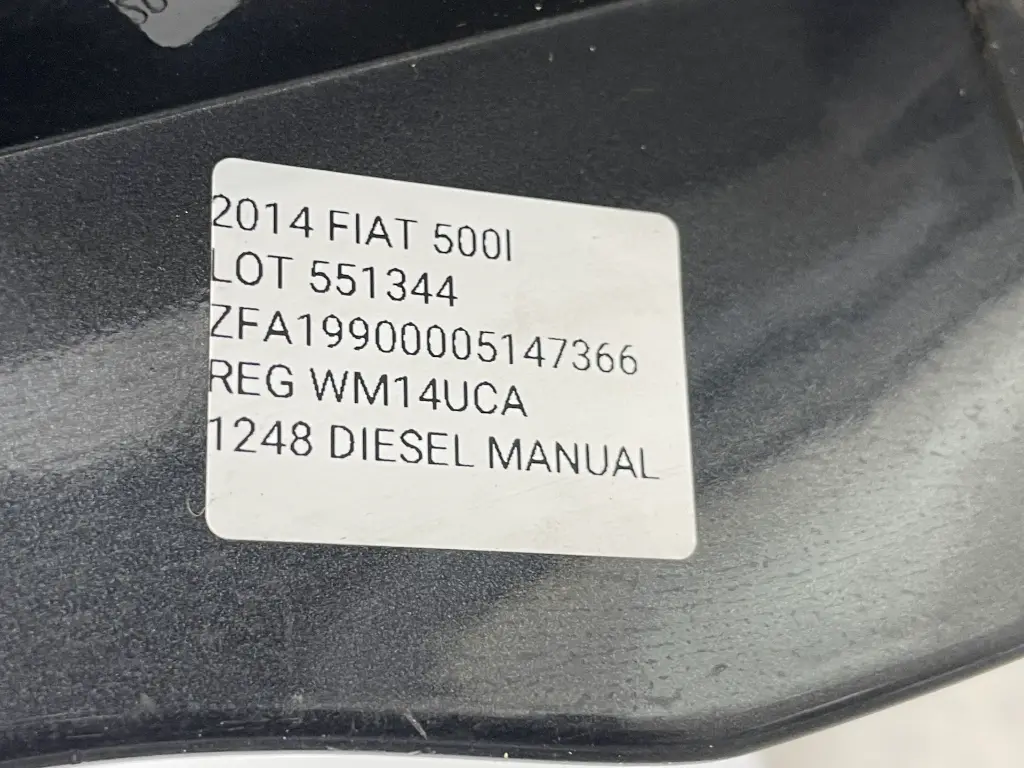 2014 FIAT 500l
LOT 551344
ZFA19900005147366
REG WM14UCA
1248 DIESEL MANUAL